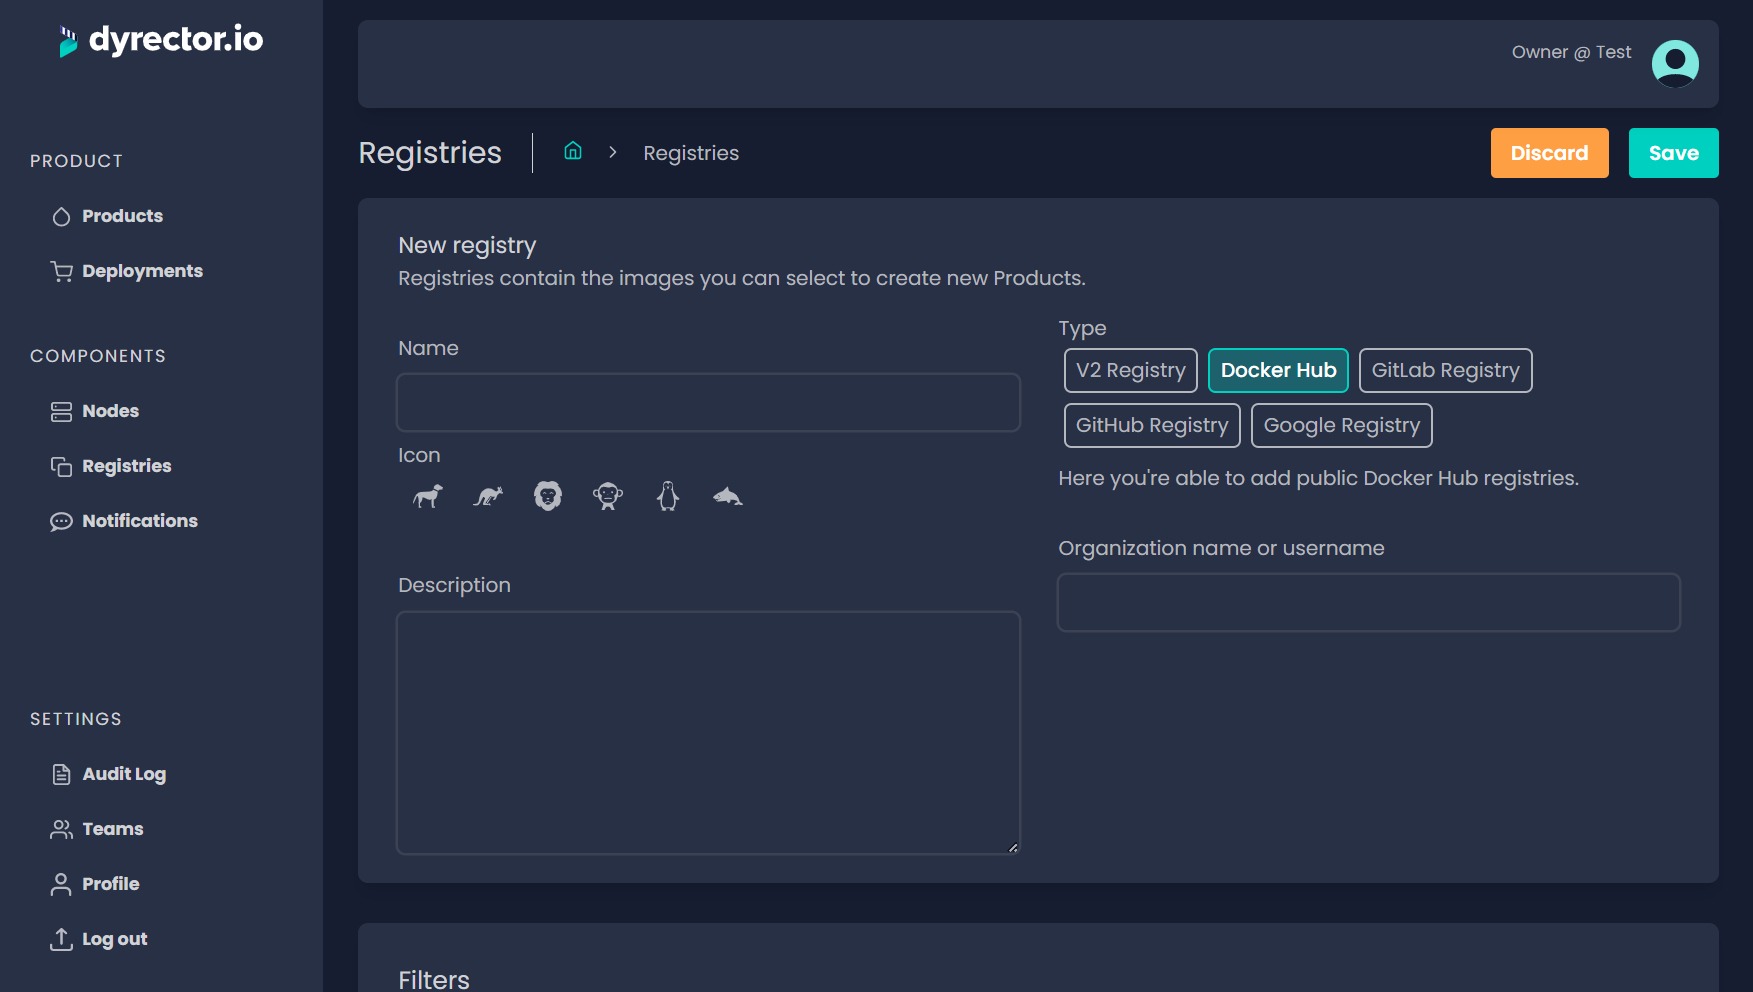 dyrector.io
PRODUCT
Products
Deployments
COMPONENTS
Nodes
Registries
Notifications
SETTINGS
Audit Log
Teams
Profile
Log out
Owner @ Test
Registries
Registries
Discard
Save
New registry
Registries contain the images you can select to create new Products.
Name
Icon
Description
Type
V2 Registry
Docker Hub
GitLab Registry
GitHub Registry
Google Registry
Here you're able to add public Docker Hub registries.
Organization name or username
Filters